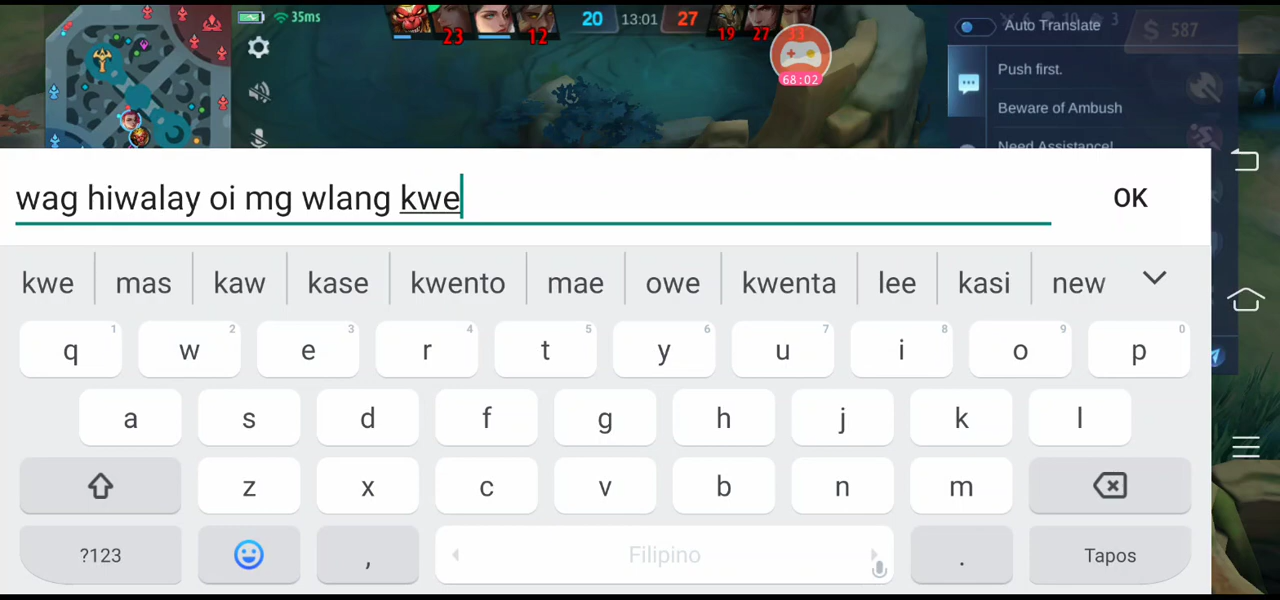 35ms
20 13:01 27
23 12 19 27 33
68:02
3
$ 587
Auto Translate
Push first.
Beware of Ambush
Need Assistance!
wag hiwalay oi mg wlang kwe
OK
kwe mas kaw kase kwento mae owe kwenta lee kasi new
q 1 w 2 e 3 r 4 t 5 y 6 u 7 i 8 o 9 p 0
a s d f g h j k l
z x c v b n m
?123 , Filipino . Tapos